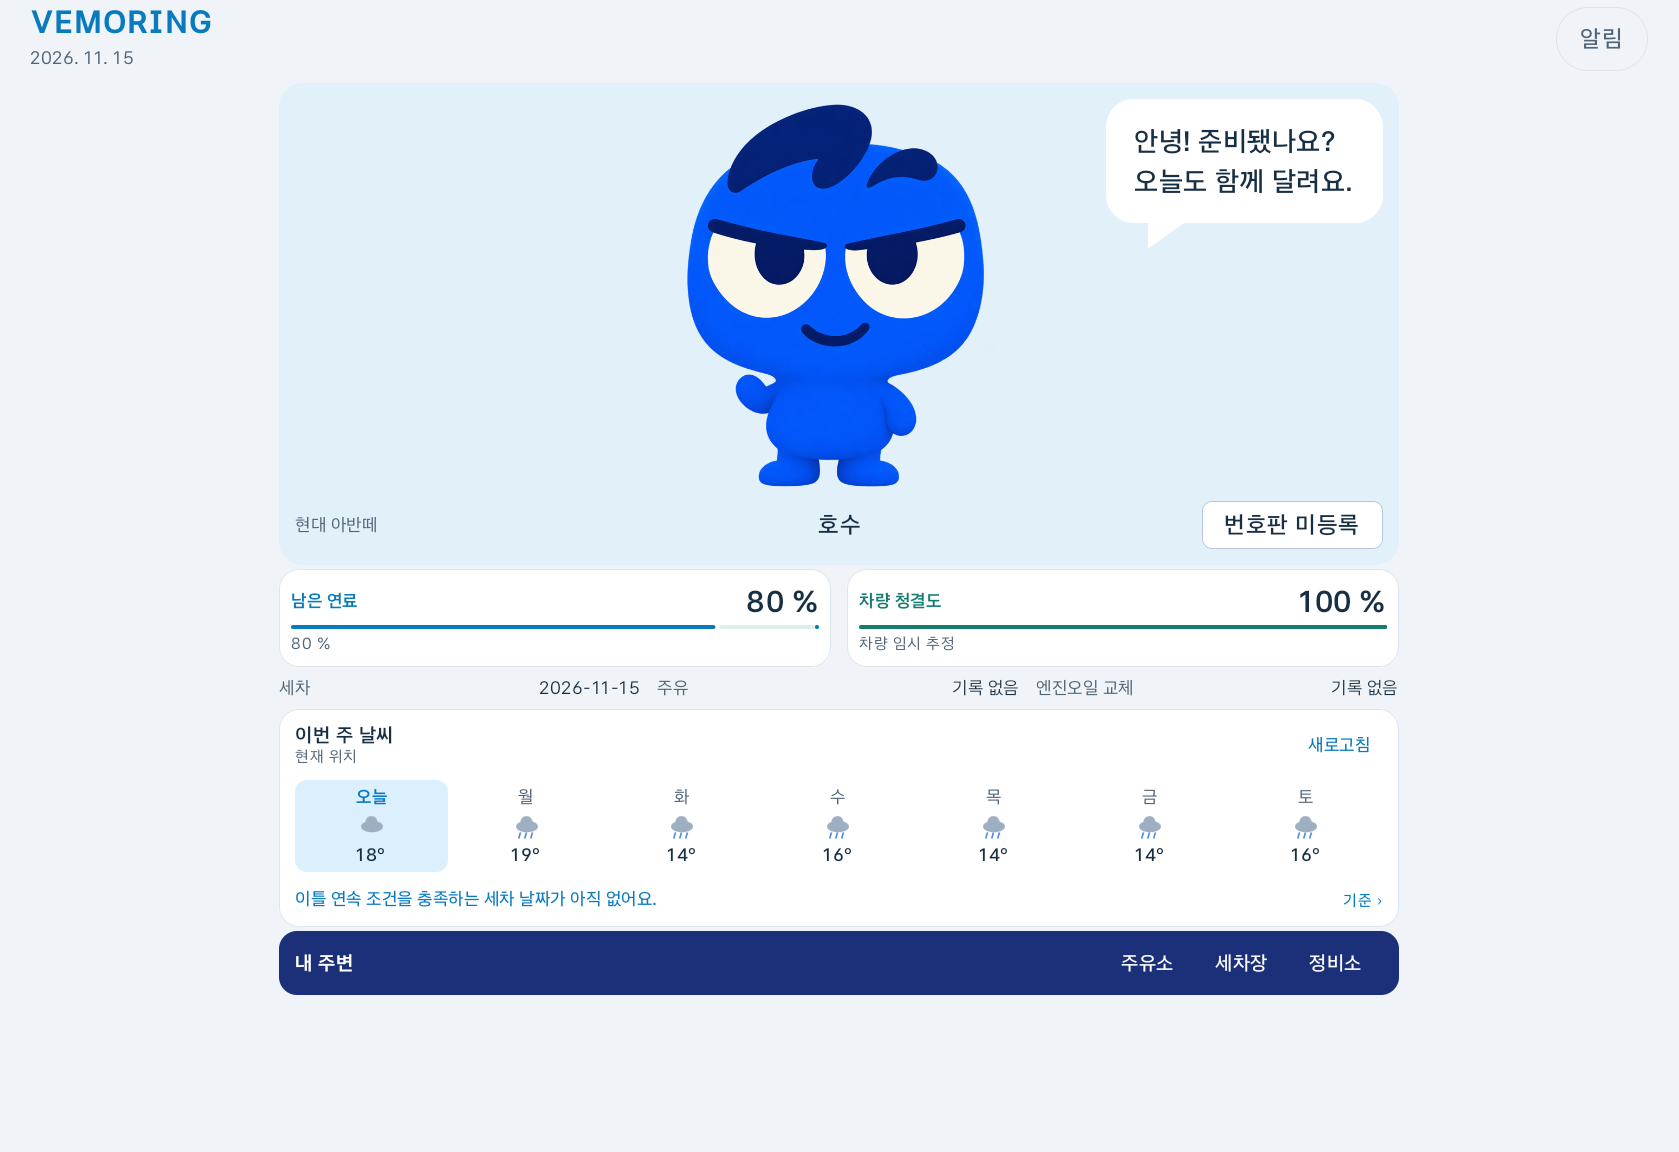 VEMORING
2026. 11. 15
알림
안녕! 준비됐나요?
오늘도 함께 달려요.
현대 아반떼
호수
번호판 미등록
남은 연료
80 %
80 %
차량 청결도
100 %
차량 임시 추정
세차 2026-11-15 주유 기록 없음 엔진오일 교체 기록 없음
이번 주 날씨
현재 위치
새로고침
오늘 월 화 수 목 금 토
18° 19° 14° 16° 14° 14° 16°
이틀 연속 조건을 충족하는 세차 날짜가 아직 없어요.
기준 ›
내 주변
주유소 세차장 정비소